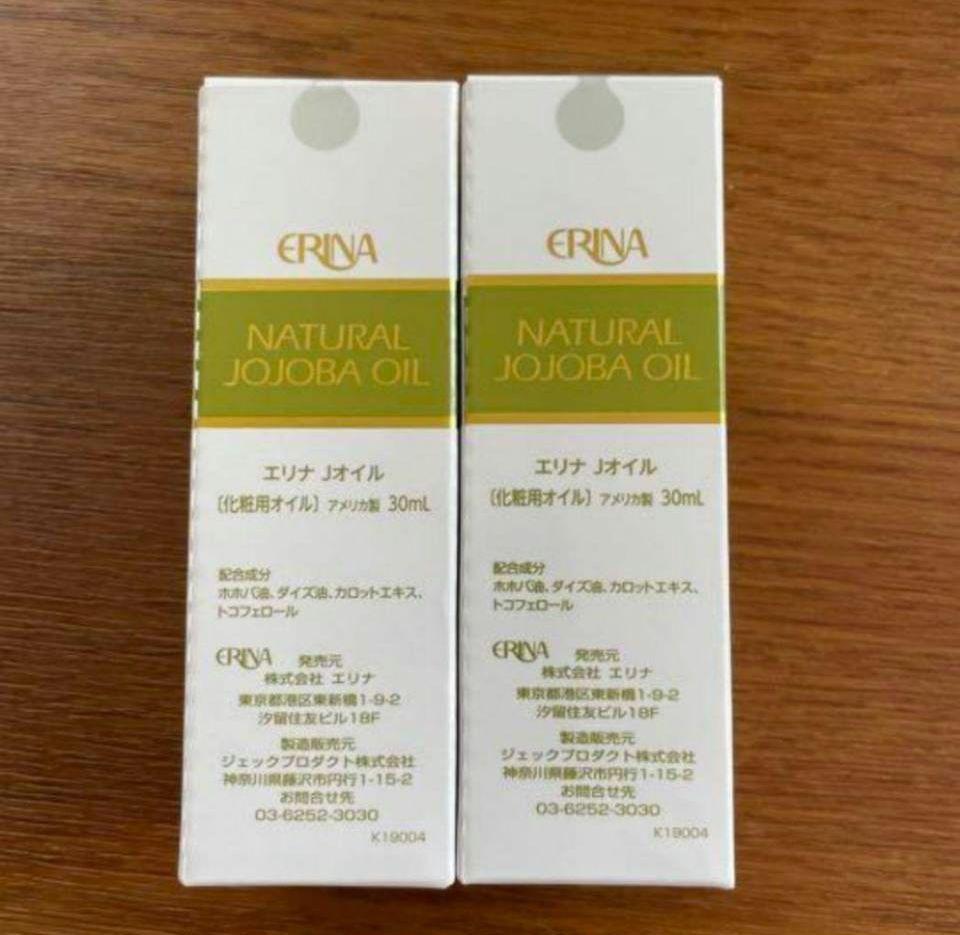 ERINA
NATURAL
JOJOBA OIL
エリナ Jオイル
〔化粧用オイル〕 アメリカ製 30mL
配合成分
ホホバ油、ダイズ油、カロットエキス、
トコフェロール
ERINA 発売元
株式会社 エリナ
東京都港区東新橋1-9-2
汐留住友ビル18F
製造販売元
ジェックプロダクト株式会社
神奈川県藤沢市円行1-15-2
お問合せ先
03-6252-3030
K19004
ERINA
NATURAL
JOJOBA OIL
エリナ Jオイル
〔化粧用オイル〕 アメリカ製 30mL
配合成分
ホホバ油、ダイズ油、カロットエキス、
トコフェロール
ERINA 発売元
株式会社 エリナ
東京都港区東新橋1-9-2
汐留住友ビル18F
製造販売元
ジェックプロダクト株式会社
神奈川県藤沢市円行1-15-2
お問合せ先
03-6252-3030
K19004